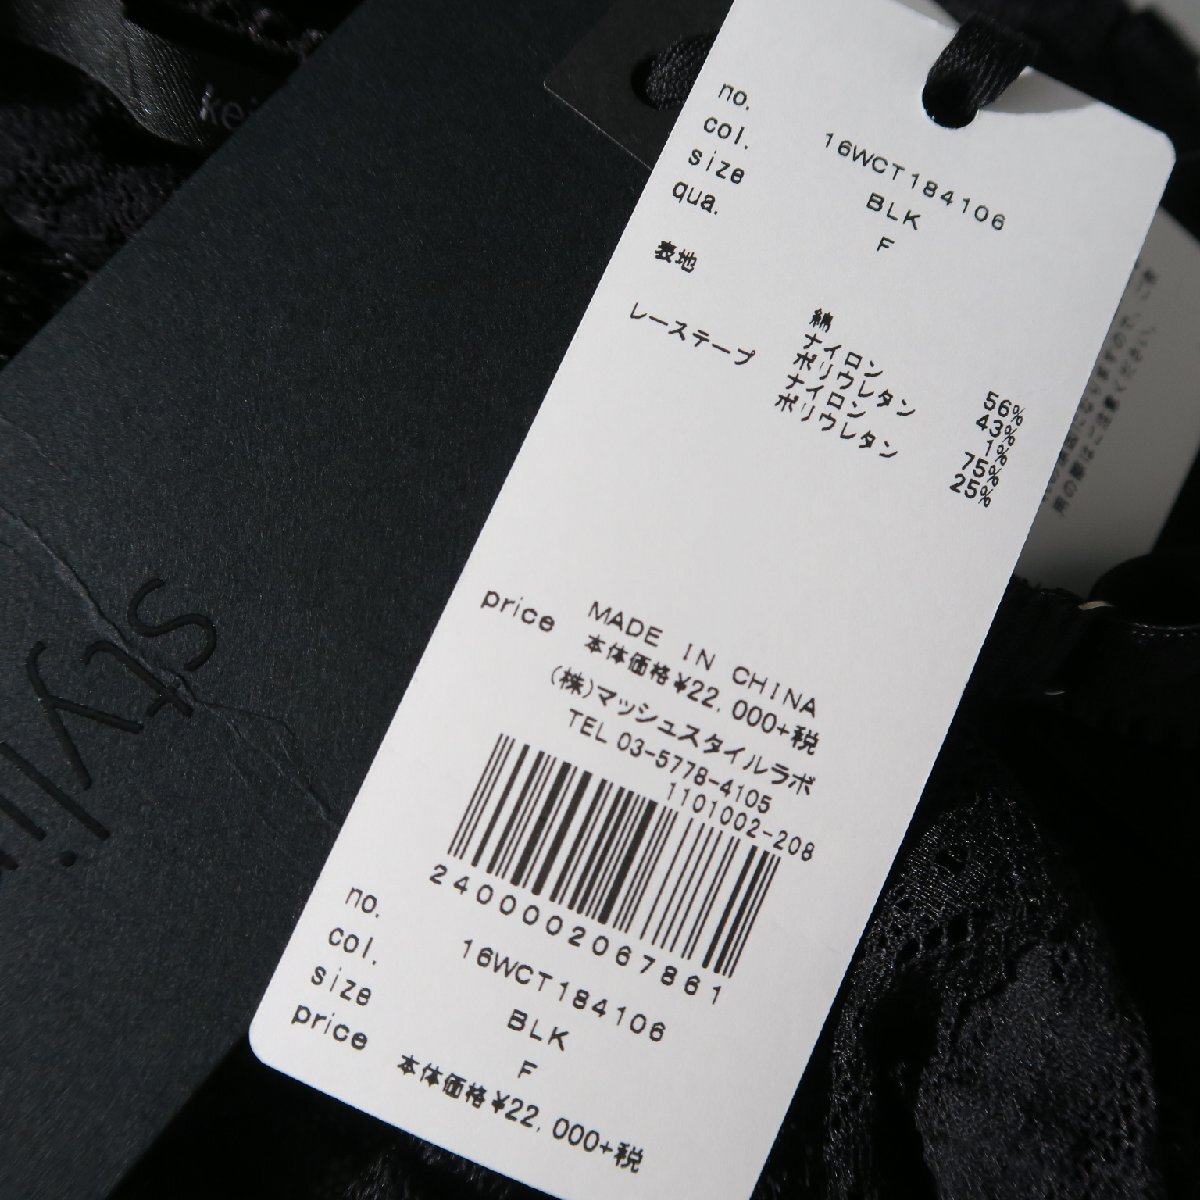 no. 16WCT184106
col. BLK
size F
qua.
表地 綿 56%
ナイロン 43%
ポリウレタン 1%
レーステープ ナイロン 75%
ポリウレタン 25%
MADE IN CHINA
price 本体価格¥22,000+税
(株)マッシュスタイルラボ
TEL 03-5778-4105
1101002-208
2400002067861
no. 16WCT184106
col. BLK
size F
price 本体価格¥22,000+税